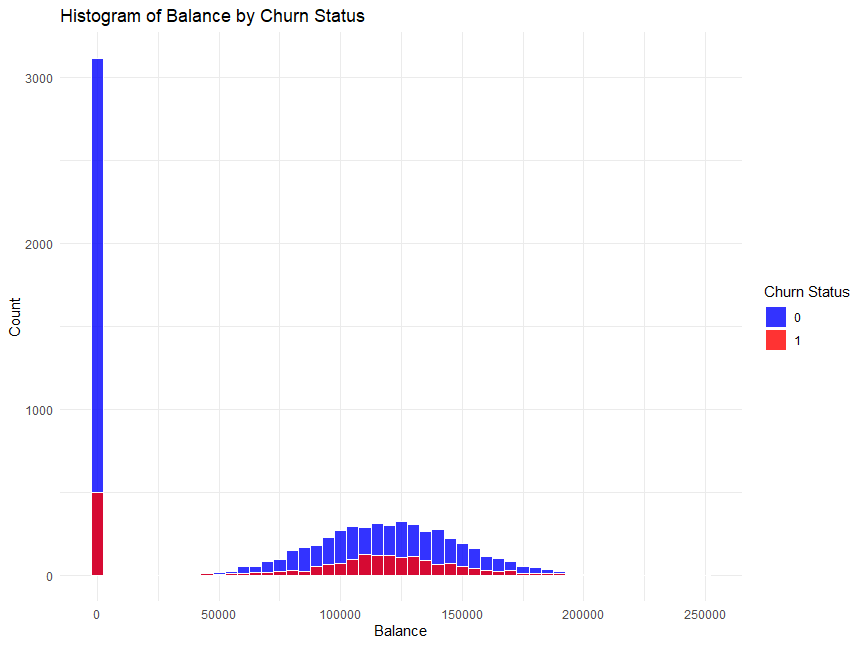 Histogram of Balance by Churn Status
3000
2000
1000
0
Count
0 50000 100000 150000 200000 250000
Balance
Churn Status
0
1